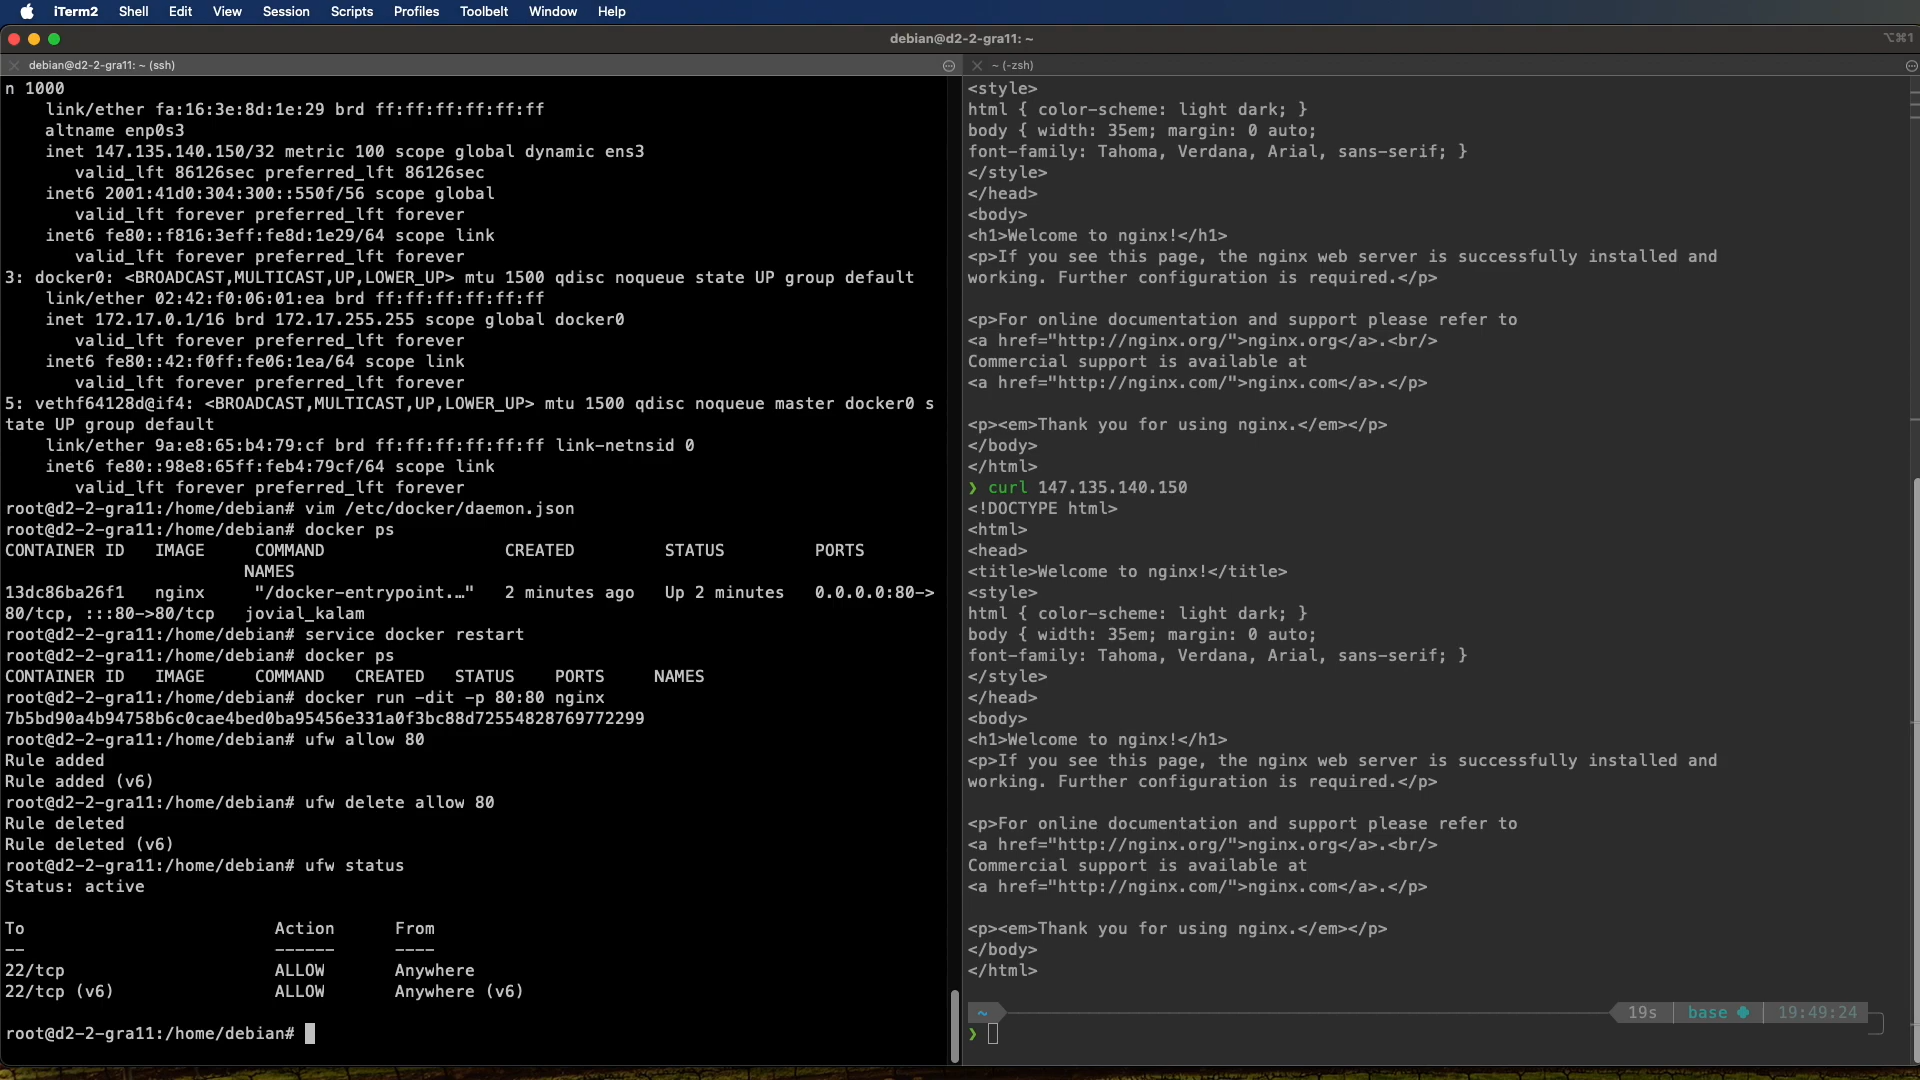 iTerm2 Shell Edit View Session Scripts Profiles Toolbelt Window Help
debian@d2-2-gra11: ~
⌥⌘1
debian@d2-2-gra11: ~ (ssh)
n 1000
    link/ether fa:16:3e:8d:1e:29 brd ff:ff:ff:ff:ff:ff
    altname enp0s3
    inet 147.135.140.150/32 metric 100 scope global dynamic ens3
       valid_lft 86126sec preferred_lft 86126sec
    inet6 2001:41d0:304:300::550f/56 scope global
       valid_lft forever preferred_lft forever
    inet6 fe80::f816:3eff:fe8d:1e29/64 scope link
       valid_lft forever preferred_lft forever
3: docker0: <BROADCAST,MULTICAST,UP,LOWER_UP> mtu 1500 qdisc noqueue state UP group default
    link/ether 02:42:f0:06:01:ea brd ff:ff:ff:ff:ff:ff
    inet 172.17.0.1/16 brd 172.17.255.255 scope global docker0
       valid_lft forever preferred_lft forever
    inet6 fe80::42:f0ff:fe06:1ea/64 scope link
       valid_lft forever preferred_lft forever
5: vethf64128d@if4: <BROADCAST,MULTICAST,UP,LOWER_UP> mtu 1500 qdisc noqueue master docker0 s
tate UP group default
    link/ether 9a:e8:65:b4:79:cf brd ff:ff:ff:ff:ff:ff link-netnsid 0
    inet6 fe80::98e8:65ff:feb4:79cf/64 scope link
       valid_lft forever preferred_lft forever
root@d2-2-gra11:/home/debian# vim /etc/docker/daemon.json
root@d2-2-gra11:/home/debian# docker ps
CONTAINER ID   IMAGE     COMMAND                  CREATED         STATUS         PORTS
                        NAMES
13dc86ba26f1   nginx     "/docker-entrypoint.…"   2 minutes ago   Up 2 minutes   0.0.0.0:80->
80/tcp, :::80->80/tcp   jovial_kalam
root@d2-2-gra11:/home/debian# service docker restart
root@d2-2-gra11:/home/debian# docker ps
CONTAINER ID   IMAGE     COMMAND   CREATED   STATUS    PORTS     NAMES
root@d2-2-gra11:/home/debian# docker run -dit -p 80:80 nginx
7b5bd90a4b94758b6c0cae4bed0ba95456e331a0f3bc88d72554828769772299
root@d2-2-gra11:/home/debian# ufw allow 80
Rule added
Rule added (v6)
root@d2-2-gra11:/home/debian# ufw delete allow 80
Rule deleted
Rule deleted (v6)
root@d2-2-gra11:/home/debian# ufw status
Status: active

To                         Action      From
--                         ------      ----
22/tcp                     ALLOW       Anywhere
22/tcp (v6)                ALLOW       Anywhere (v6)

root@d2-2-gra11:/home/debian#
~ (-zsh)
<style>
html { color-scheme: light dark; }
body { width: 35em; margin: 0 auto;
font-family: Tahoma, Verdana, Arial, sans-serif; }
</style>
</head>
<body>
<h1>Welcome to nginx!</h1>
<p>If you see this page, the nginx web server is successfully installed and
working. Further configuration is required.</p>

<p>For online documentation and support please refer to
<a href="http://nginx.org/">nginx.org</a>.<br/>
Commercial support is available at
<a href="http://nginx.com/">nginx.com</a>.</p>

<p><em>Thank you for using nginx.</em></p>
</body>
</html>
❯ curl 147.135.140.150
<!DOCTYPE html>
<html>
<head>
<title>Welcome to nginx!</title>
<style>
html { color-scheme: light dark; }
body { width: 35em; margin: 0 auto;
font-family: Tahoma, Verdana, Arial, sans-serif; }
</style>
</head>
<body>
<h1>Welcome to nginx!</h1>
<p>If you see this page, the nginx web server is successfully installed and
working. Further configuration is required.</p>

<p>For online documentation and support please refer to
<a href="http://nginx.org/">nginx.org</a>.<br/>
Commercial support is available at
<a href="http://nginx.com/">nginx.com</a>.</p>

<p><em>Thank you for using nginx.</em></p>
</body>
</html>
~ 19s base 19:49:24
❯